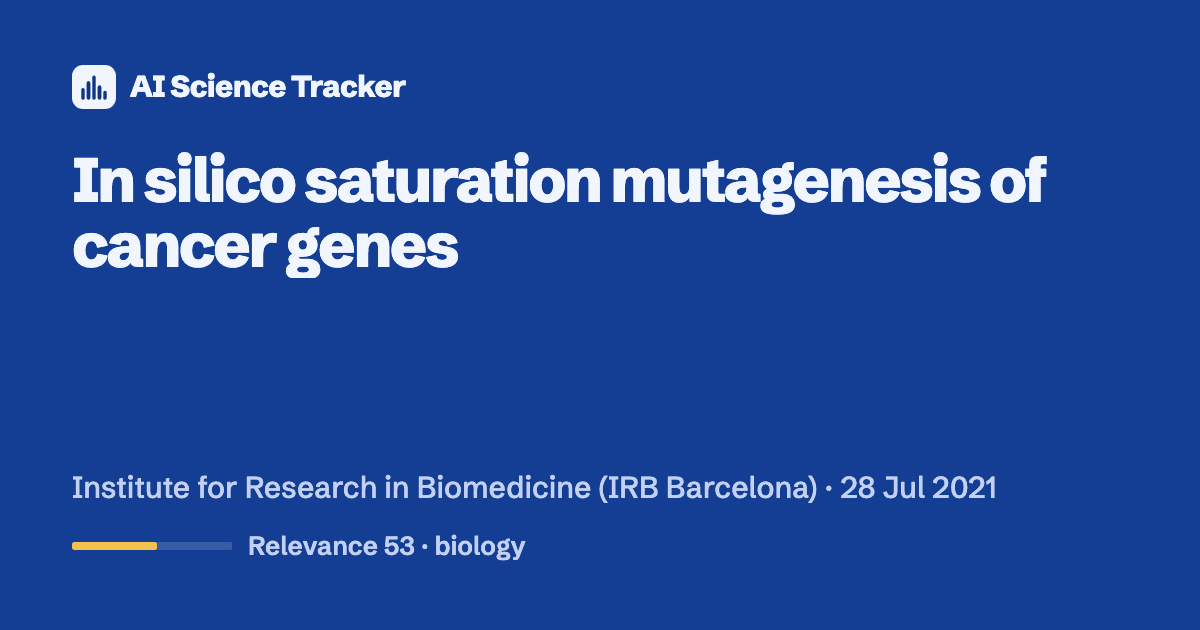 AI Science Tracker
In silico saturation mutagenesis of
cancer genes
Institute for Research in Biomedicine (IRB Barcelona) · 28 Jul 2021
Relevance 53 · biology